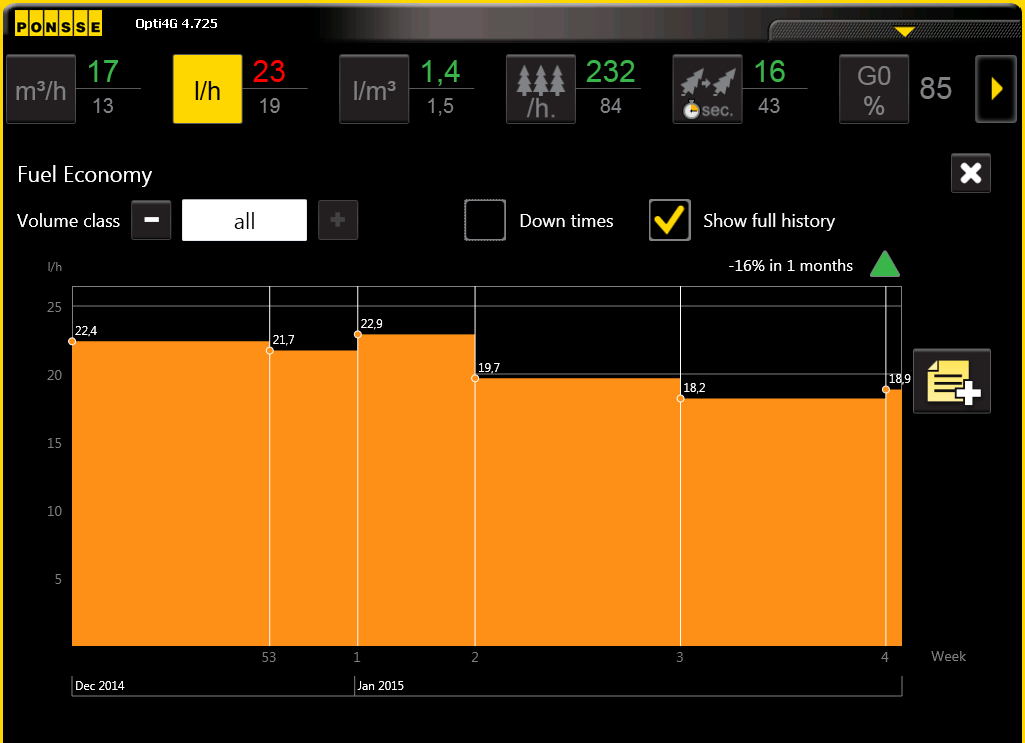 PONSSE Opti4G 4.725
m³/h 17 l/h 23 l/m³ 1,4 /h. 232 sec. 16 G0 % 85
13 19 1,5 84 43
Fuel Economy
Volume class all Down times Show full history
-16% in 1 months
l/h
25
22,4 21,7 22,9 19,7 18,2 18,9
20
15
10
5
53 1 2 3 4 Week
Dec 2014 Jan 2015